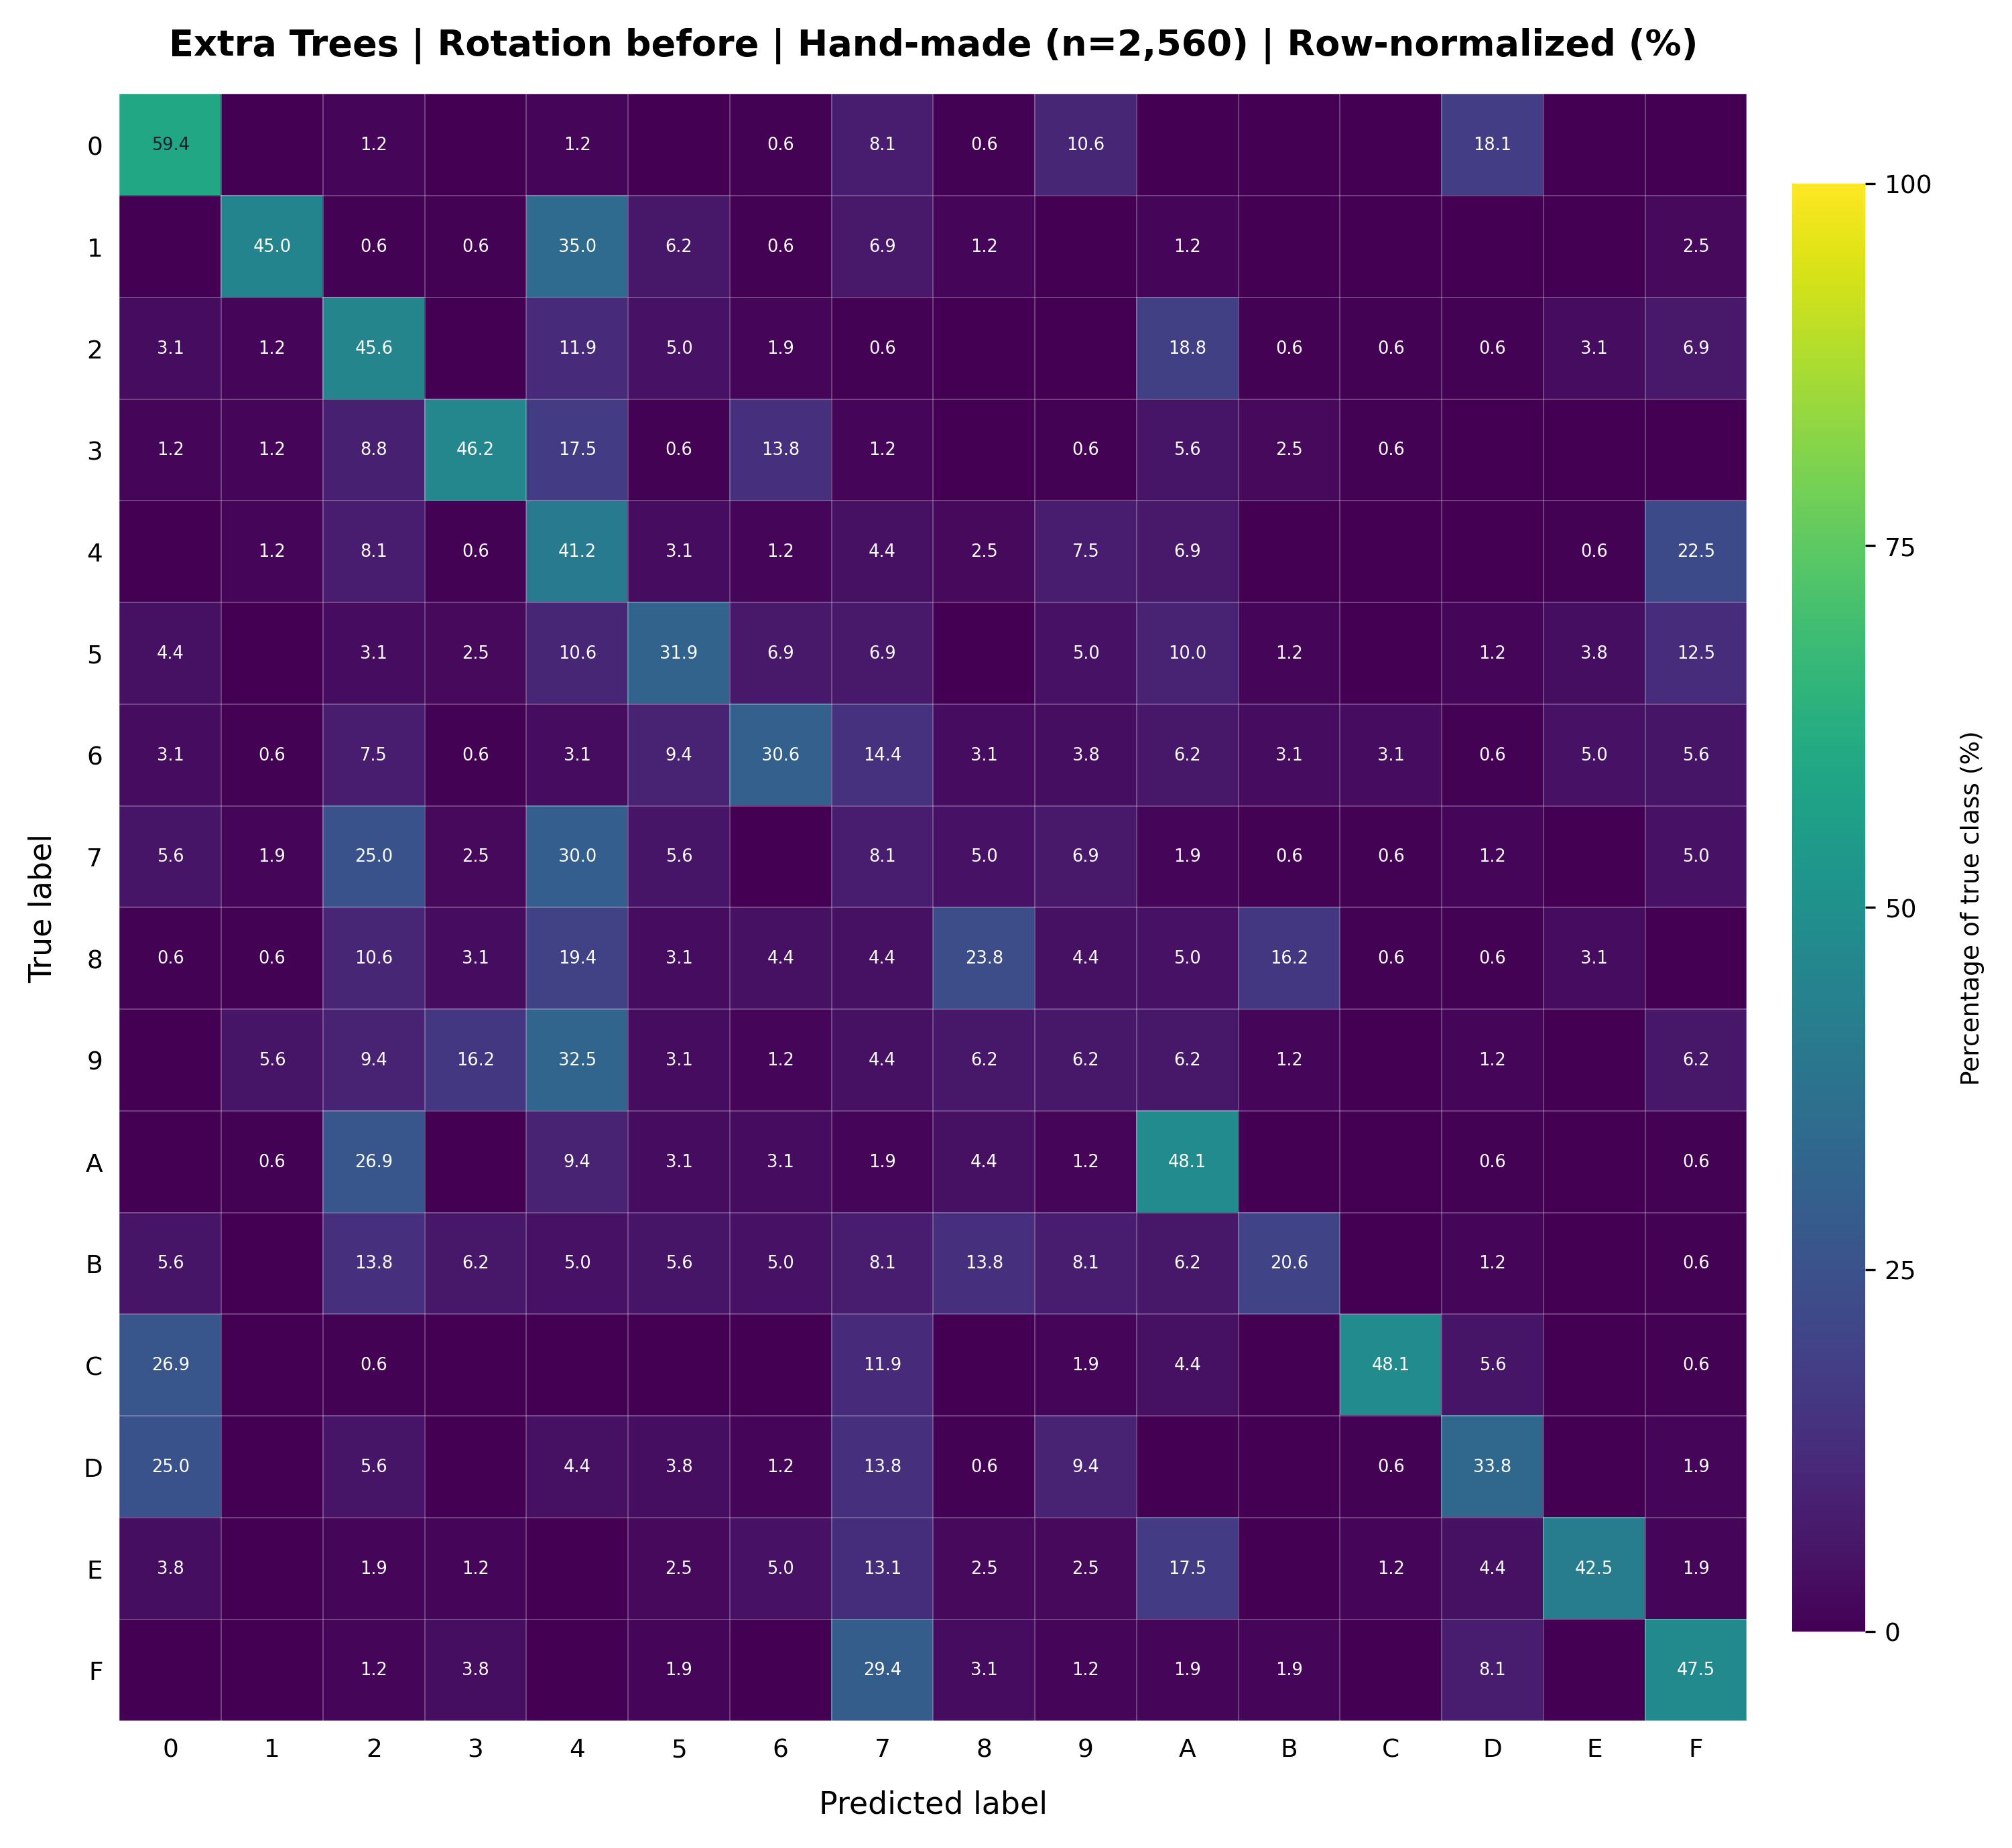 Extra Trees | Rotation before | Hand-made (n=2,560) | Row-normalized (%)
0 59.4 1.2 1.2 0.6 8.1 0.6 10.6 18.1
1 45.0 0.6 0.6 35.0 6.2 0.6 6.9 1.2 1.2 2.5
2 3.1 1.2 45.6 11.9 5.0 1.9 0.6 18.8 0.6 0.6 0.6 3.1 6.9
3 1.2 1.2 8.8 46.2 17.5 0.6 13.8 1.2 0.6 5.6 2.5 0.6
4 1.2 8.1 0.6 41.2 3.1 1.2 4.4 2.5 7.5 6.9 0.6 22.5
5 4.4 3.1 2.5 10.6 31.9 6.9 6.9 5.0 10.0 1.2 1.2 3.8 12.5
6 3.1 0.6 7.5 0.6 3.1 9.4 30.6 14.4 3.1 3.8 6.2 3.1 3.1 0.6 5.0 5.6
7 5.6 1.9 25.0 2.5 30.0 5.6 8.1 5.0 6.9 1.9 0.6 0.6 1.2 5.0
8 0.6 0.6 10.6 3.1 19.4 3.1 4.4 4.4 23.8 4.4 5.0 16.2 0.6 0.6 3.1
9 5.6 9.4 16.2 32.5 3.1 1.2 4.4 6.2 6.2 6.2 1.2 1.2 6.2
A 0.6 26.9 9.4 3.1 3.1 1.9 4.4 1.2 48.1 0.6 0.6
B 5.6 13.8 6.2 5.0 5.6 5.0 8.1 13.8 8.1 6.2 20.6 1.2 0.6
C 26.9 0.6 11.9 1.9 4.4 48.1 5.6 0.6
D 25.0 5.6 4.4 3.8 1.2 13.8 0.6 9.4 0.6 33.8 1.9
E 3.8 1.9 1.2 2.5 5.0 13.1 2.5 2.5 17.5 1.2 4.4 42.5 1.9
F 1.2 3.8 1.9 29.4 3.1 1.2 1.9 1.9 8.1 47.5
0 1 2 3 4 5 6 7 8 9 A B C D E F
Predicted label
True label
100
75
50
25
0
Percentage of true class (%)